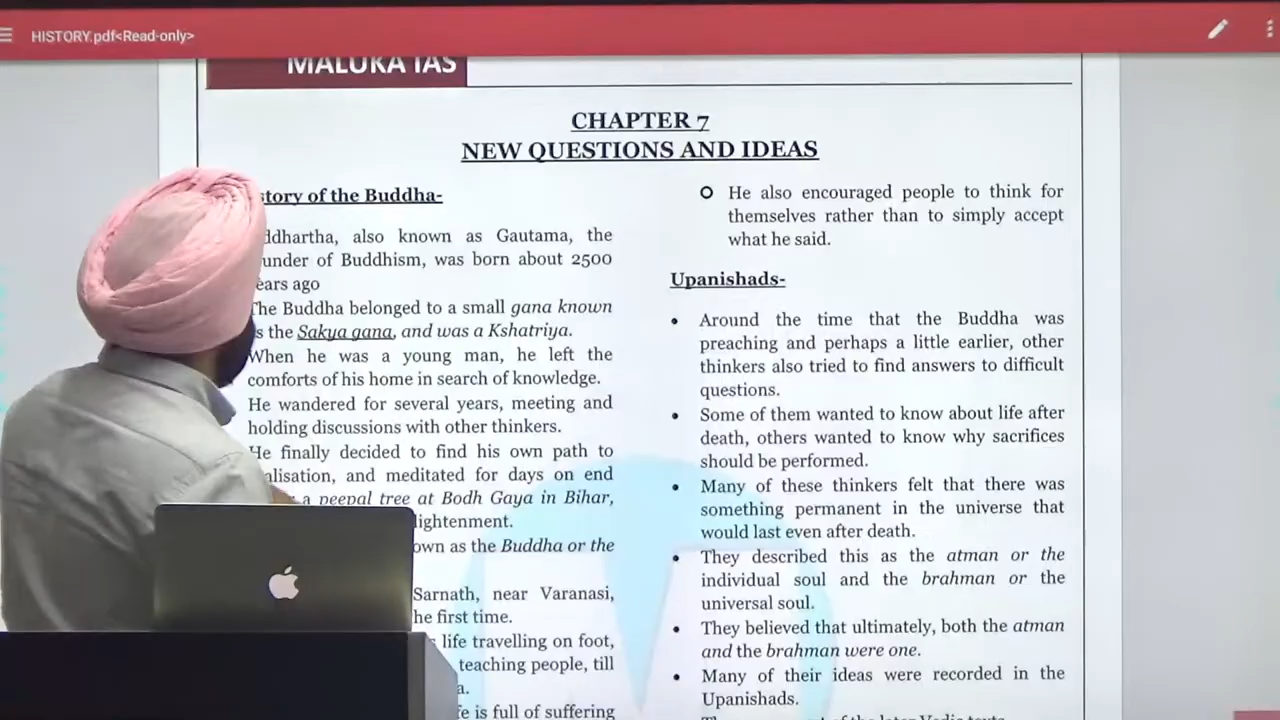 HISTORY.pdf<Read-only>
MALUKA IAS
CHAPTER 7
NEW QUESTIONS AND IDEAS
story of the Buddha-
ddhartha, also known as Gautama, the
under of Buddhism, was born about 2500
ears ago
The Buddha belonged to a small gana known
s the Sakya gana, and was a Kshatriya.
When he was a young man, he left the
comforts of his home in search of knowledge.
He wandered for several years, meeting and
holding discussions with other thinkers.
He finally decided to find his own path to
alisation, and meditated for days on end
a peepal tree at Bodh Gaya in Bihar,
lightenment.
own as the Buddha or the
Sarnath, near Varanasi,
he first time.
life travelling on foot,
teaching people, till
a.
fe is full of suffering
He also encouraged people to think for
themselves rather than to simply accept
what he said.
Upanishads-
Around the time that the Buddha was
preaching and perhaps a little earlier, other
thinkers also tried to find answers to difficult
questions.
Some of them wanted to know about life after
death, others wanted to know why sacrifices
should be performed.
Many of these thinkers felt that there was
something permanent in the universe that
would last even after death.
They described this as the atman or the
individual soul and the brahman or the
universal soul.
They believed that ultimately, both the atman
and the brahman were one.
Many of their ideas were recorded in the
Upanishads.